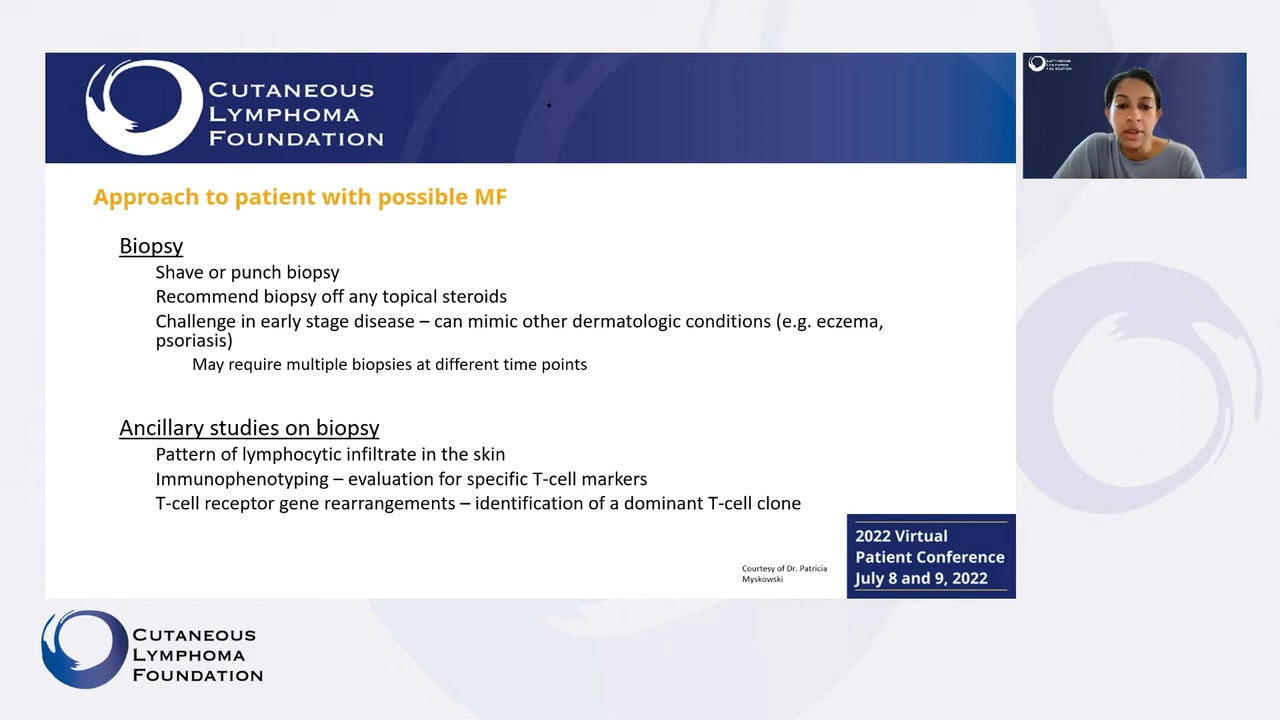 CUTANEOUS
LYMPHOMA
FOUNDATION
Approach to patient with possible MF
Biopsy
Shave or punch biopsy
Recommend biopsy off any topical steroids
Challenge in early stage disease – can mimic other dermatologic conditions (e.g. eczema,
psoriasis)
May require multiple biopsies at different time points
Ancillary studies on biopsy
Pattern of lymphocytic infiltrate in the skin
Immunophenotyping – evaluation for specific T-cell markers
T-cell receptor gene rearrangements – identification of a dominant T-cell clone
Courtesy of Dr. Patricia
Myskowski
2022 Virtual
Patient Conference
July 8 and 9, 2022
CUTANEOUS
LYMPHOMA
FOUNDATION